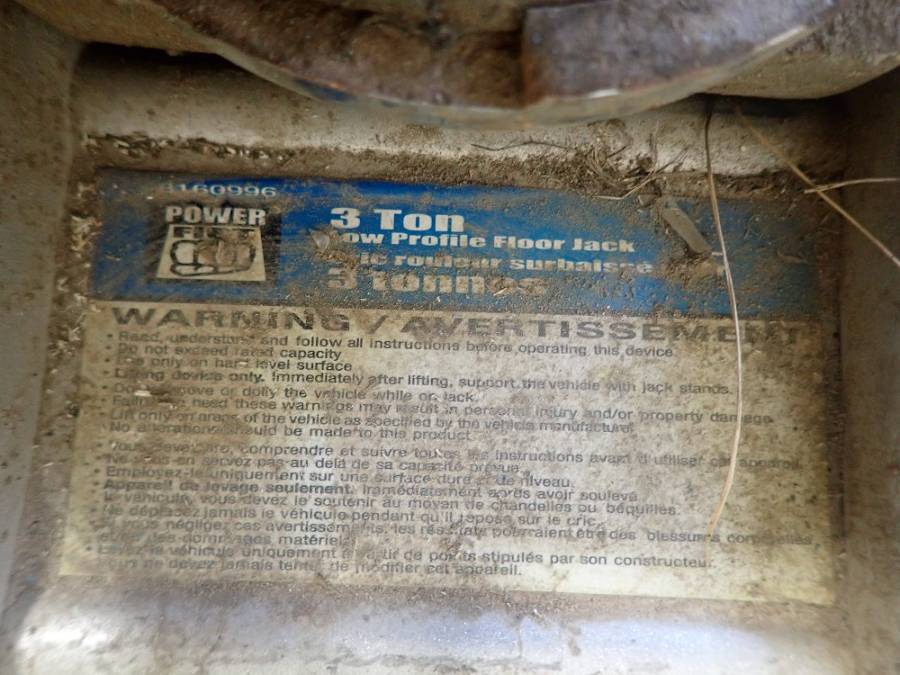 8160996
POWER
FIST
3 Ton
Low Profile Floor Jack
Cric rouleur surbaissé
3 tonnes
WARNING / AVERTISSEMENT
• Read, understand and follow all instructions before operating this device.
• Do not exceed rated capacity
• Use only on hard level surface
• Lifting device only. Immediately after lifting, support the vehicle with jack stands.
• Do not move or dolly the vehicle while on jack.
Failure to heed these warnings may result in personal injury and/or property damage.
Lift only on areas of the vehicle as specified by the vehicle manufacturer
No alterations should be made to this product.
comprendre et suivre toutes les instructions avant d'utiliser cet appareil.
Ne servez pas au delà de sa capacité prévue.
• Employez-le uniquement sur une surface dure et de niveau.
Appareil de levage seulement. Immédiatement après avoir soulevé
le véhicule, vous devez le soutenir au moyen de chandelles ou béquilles.
Ne déplacez jamais le véhicule pendant qu'il repose sur le cric.
Si vous négligez ces avertissements, les résultats pourraient être des blessures corporelles
et/ou des dommages matériels.
• Levez le véhicule uniquement à partir de points stipulés par son constructeur.
Vous ne devez jamais tenter de modifier cet appareil.